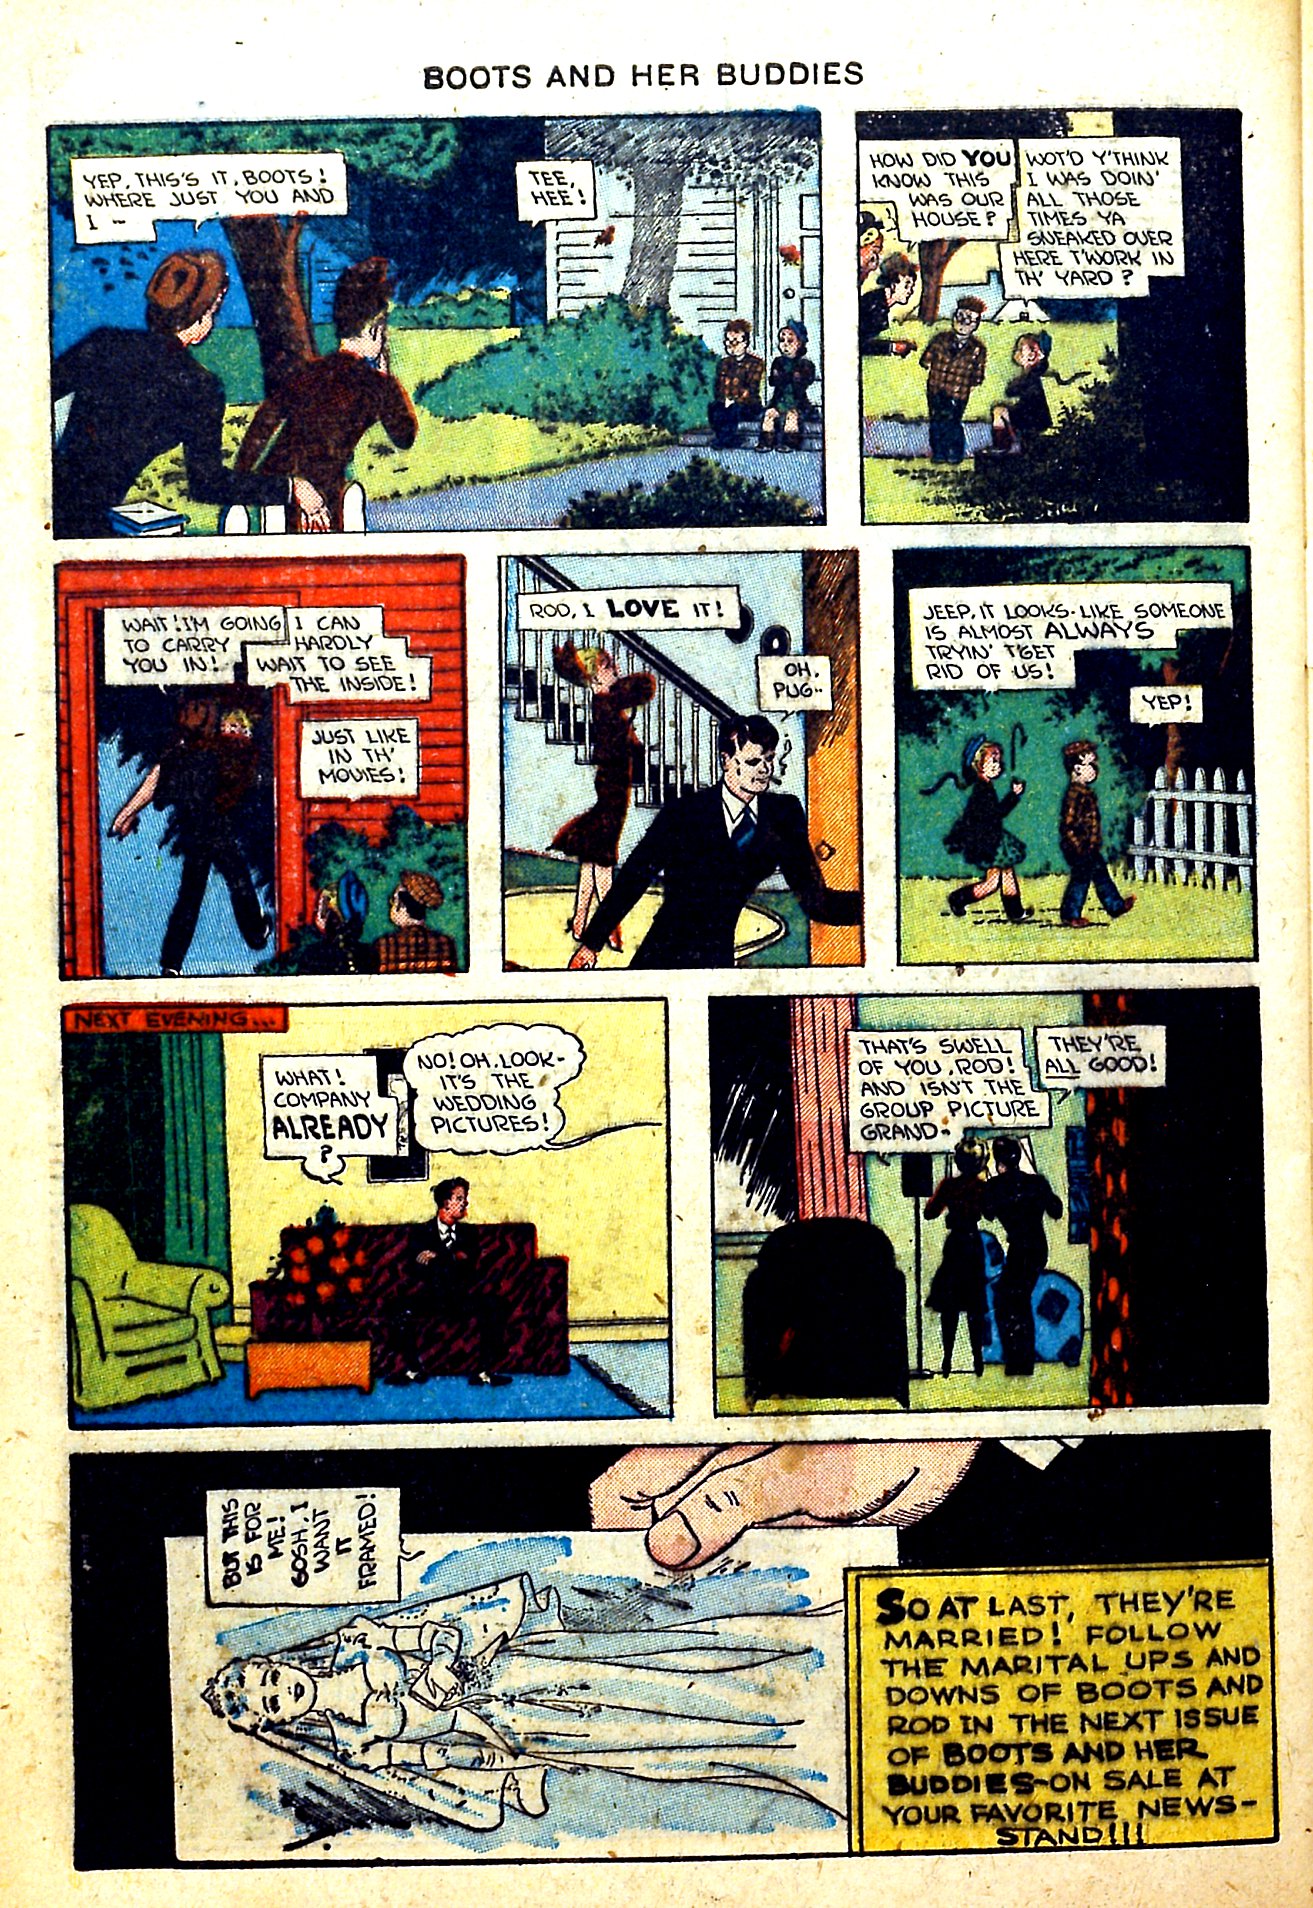 BOOTS AND HER BUDDIES
YEP, THIS'S IT, BOOTS!
WHERE JUST YOU AND
I --
TEE,
HEE!
HOW DID YOU
KNOW THIS
WAS OUR
HOUSE?
WOT'D Y'THINK
I WAS DOIN'
ALL THOSE
TIMES YA
SNEAKED OVER
HERE T'WORK IN
TH' YARD?
WAIT! I'M GOING
TO CARRY
YOU IN!
I CAN
HARDLY
WAIT TO SEE
THE INSIDE!
JUST LIKE
IN TH'
MOVIES!
ROD, I LOVE IT!
OH,
PUG--
JEEP, IT LOOKS LIKE SOMEONE
IS ALMOST ALWAYS
TRYIN' T'GET
RID OF US!
YEP!
NEXT EVENING...
WHAT!
COMPANY
ALREADY
?
NO! OH, LOOK-
IT'S THE
WEDDING
PICTURES!
THAT'S SWELL
OF YOU, ROD!
AND ISN'T THE
GROUP PICTURE
GRAND-
THEY'RE
ALL GOOD!
BUT THIS
IS FOR
ME!
GOSH, I
WANT
IT
FRAMED!
SO AT LAST, THEY'RE
MARRIED! FOLLOW
THE MARITAL UPS AND
DOWNS OF BOOTS AND
ROD IN THE NEXT ISSUE
OF BOOTS AND HER
BUDDIES-ON SALE AT
YOUR FAVORITE NEWS-
STAND!!!